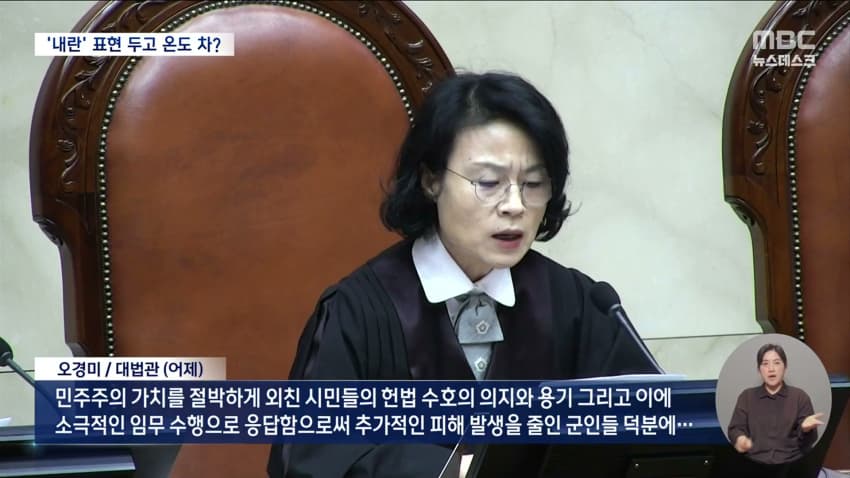 '내란' 표현 두고 온도 차?
MBC
뉴스데스크
오경미 / 대법관 (어제)
민주주의 가치를 절박하게 외친 시민들의 헌법 수호의 의지와 용기 그리고 이에
소극적인 임무 수행으로 응답함으로써 추가적인 피해 발생을 줄인 군인들 덕분에…